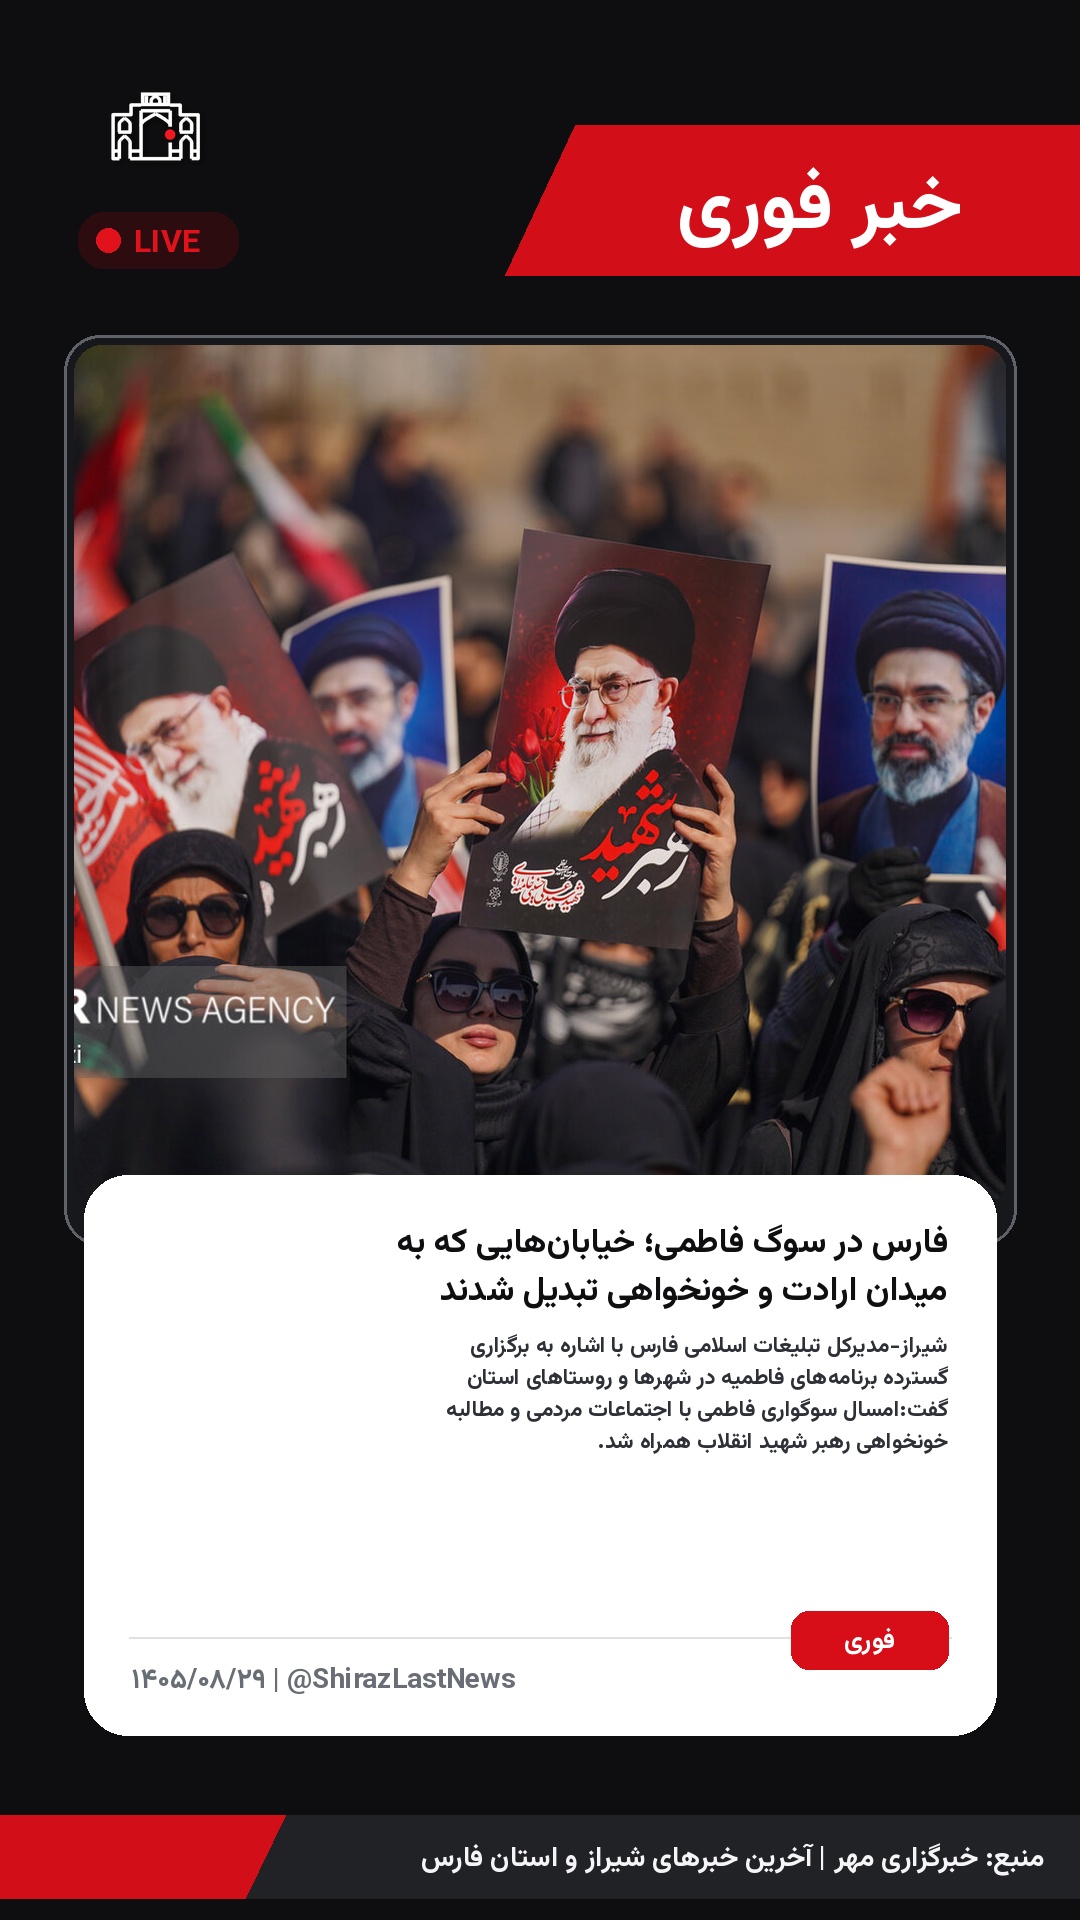 خبر فوری
LIVE
رهبر شهید
رهبر شهید
R NEWS AGENCY
zi
فارس در سوگ فاطمی؛ خیابان‌هایی که به
میدان ارادت و خونخواهی تبدیل شدند
شیراز-مدیرکل تبلیغات اسلامی فارس با اشاره به برگزاری
گسترده برنامه‌های فاطمیه در شهرها و روستاهای استان
گفت:امسال سوگواری فاطمی با اجتماعات مردمی و مطالبه
خونخواهی رهبر شهید انقلاب همراه شد.
فوری
۱۴۰۵/۰۸/۲۹ | @ShirazLastNews
منبع: خبرگزاری مهر | آخرین خبرهای شیراز و استان فارس